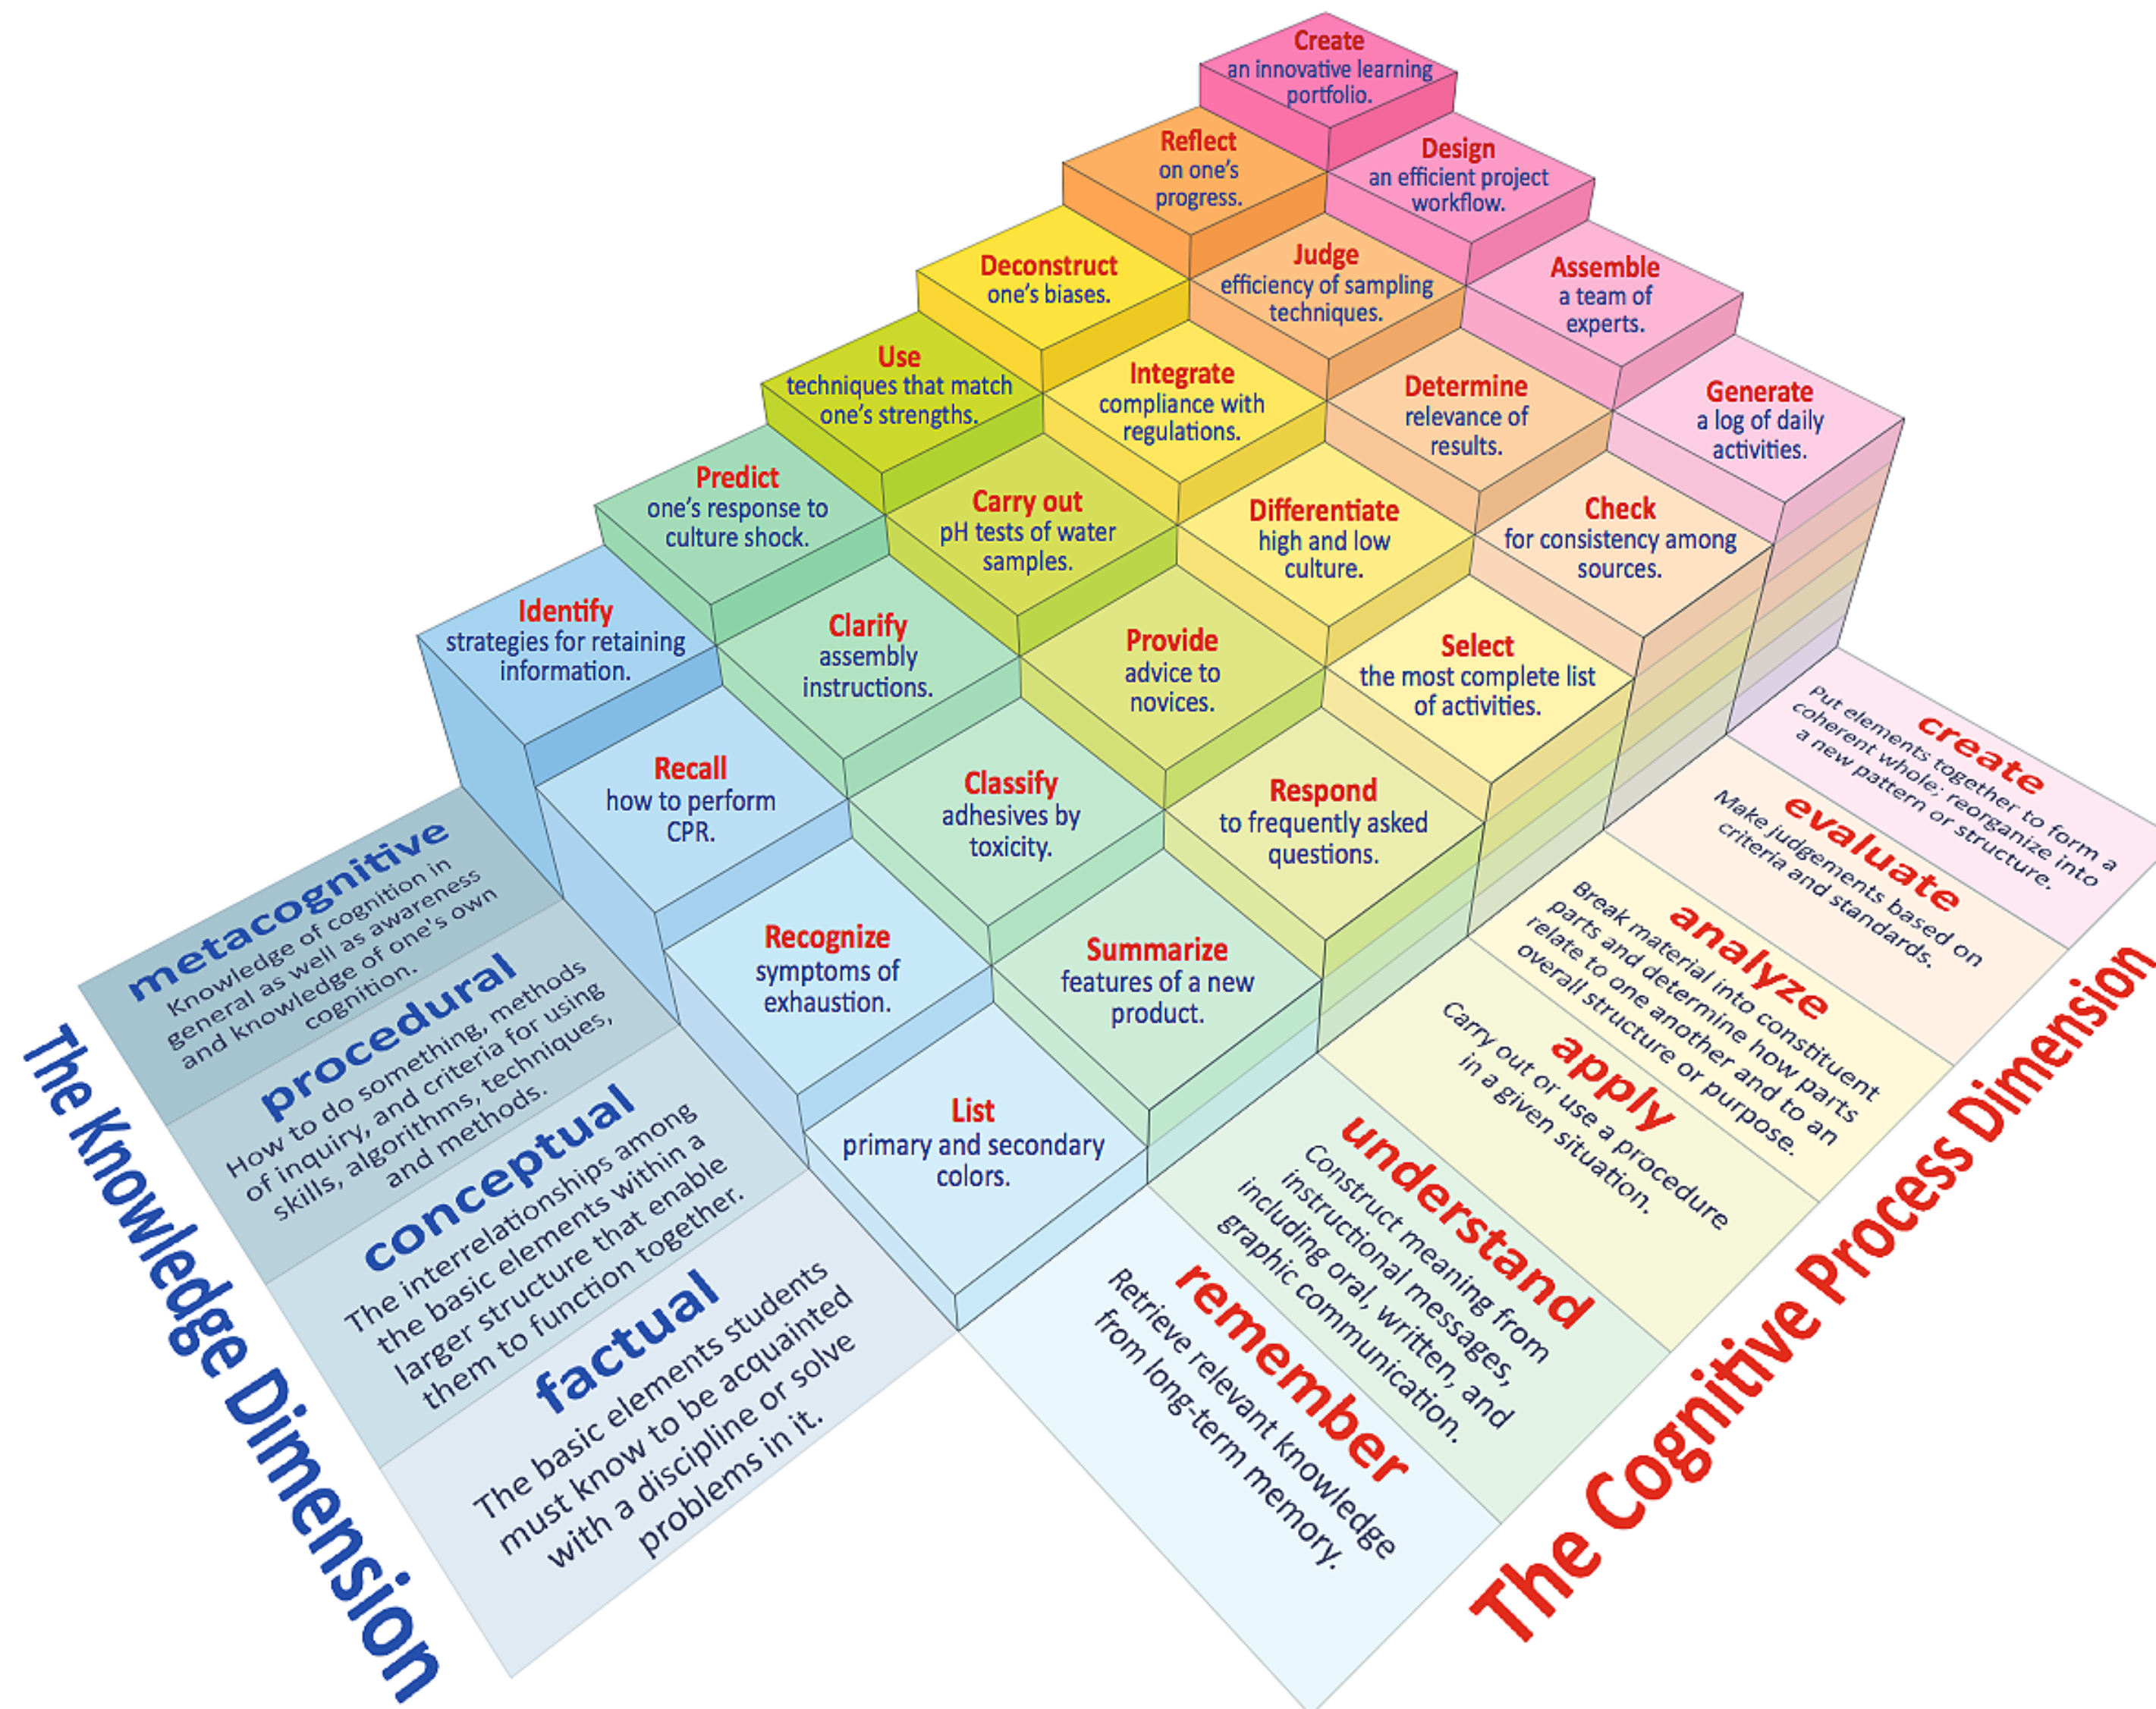 Create
an innovative learning
portfolio.
Reflect
on one's
progress.
Design
an efficient project
workflow.
Deconstruct
one's biases.
Judge
efficiency of sampling
techniques.
Assemble
a team of
experts.
Use
techniques that match
one's strengths.
Integrate
compliance with
regulations.
Determine
relevance of
results.
Generate
a log of daily
activities.
Predict
one's response to
culture shock.
Carry out
pH tests of water
samples.
Differentiate
high and low
culture.
Check
for consistency among
sources.
Identify
strategies for retaining
information.
Clarify
assembly
instructions.
Provide
advice to
novices.
Select
the most complete list
of activities.
Recall
how to perform
CPR.
Classify
adhesives by
toxicity.
Respond
to frequently asked
questions.
Recognize
symptoms of
exhaustion.
Summarize
features of a new
product.
List
primary and secondary
colors.
metacognitive
Knowledge of cognition in
general as well as awareness
and knowledge of one's own
cognition.
procedural
How to do something, methods
of inquiry, and criteria for using
skills, algorithms, techniques,
and methods.
conceptual
The interrelationships among
the basic elements within a
larger structure that enable
them to function together.
factual
The basic elements students
must know to be acquainted
with a discipline or solve
problems in it.
The Knowledge Dimension
create
Put elements together to form a
coherent whole; reorganize into
a new pattern or structure.
evaluate
Make judgements based on
criteria and standards.
analyze
Break material into constituent
parts and determine how parts
relate to one another and to an
overall structure or purpose.
apply
Carry out or use a procedure
in a given situation.
understand
Construct meaning from
instructional messages,
including oral, written, and
graphic communication.
remember
Retrieve relevant knowledge
from long-term memory.
The Cognitive Process Dimension